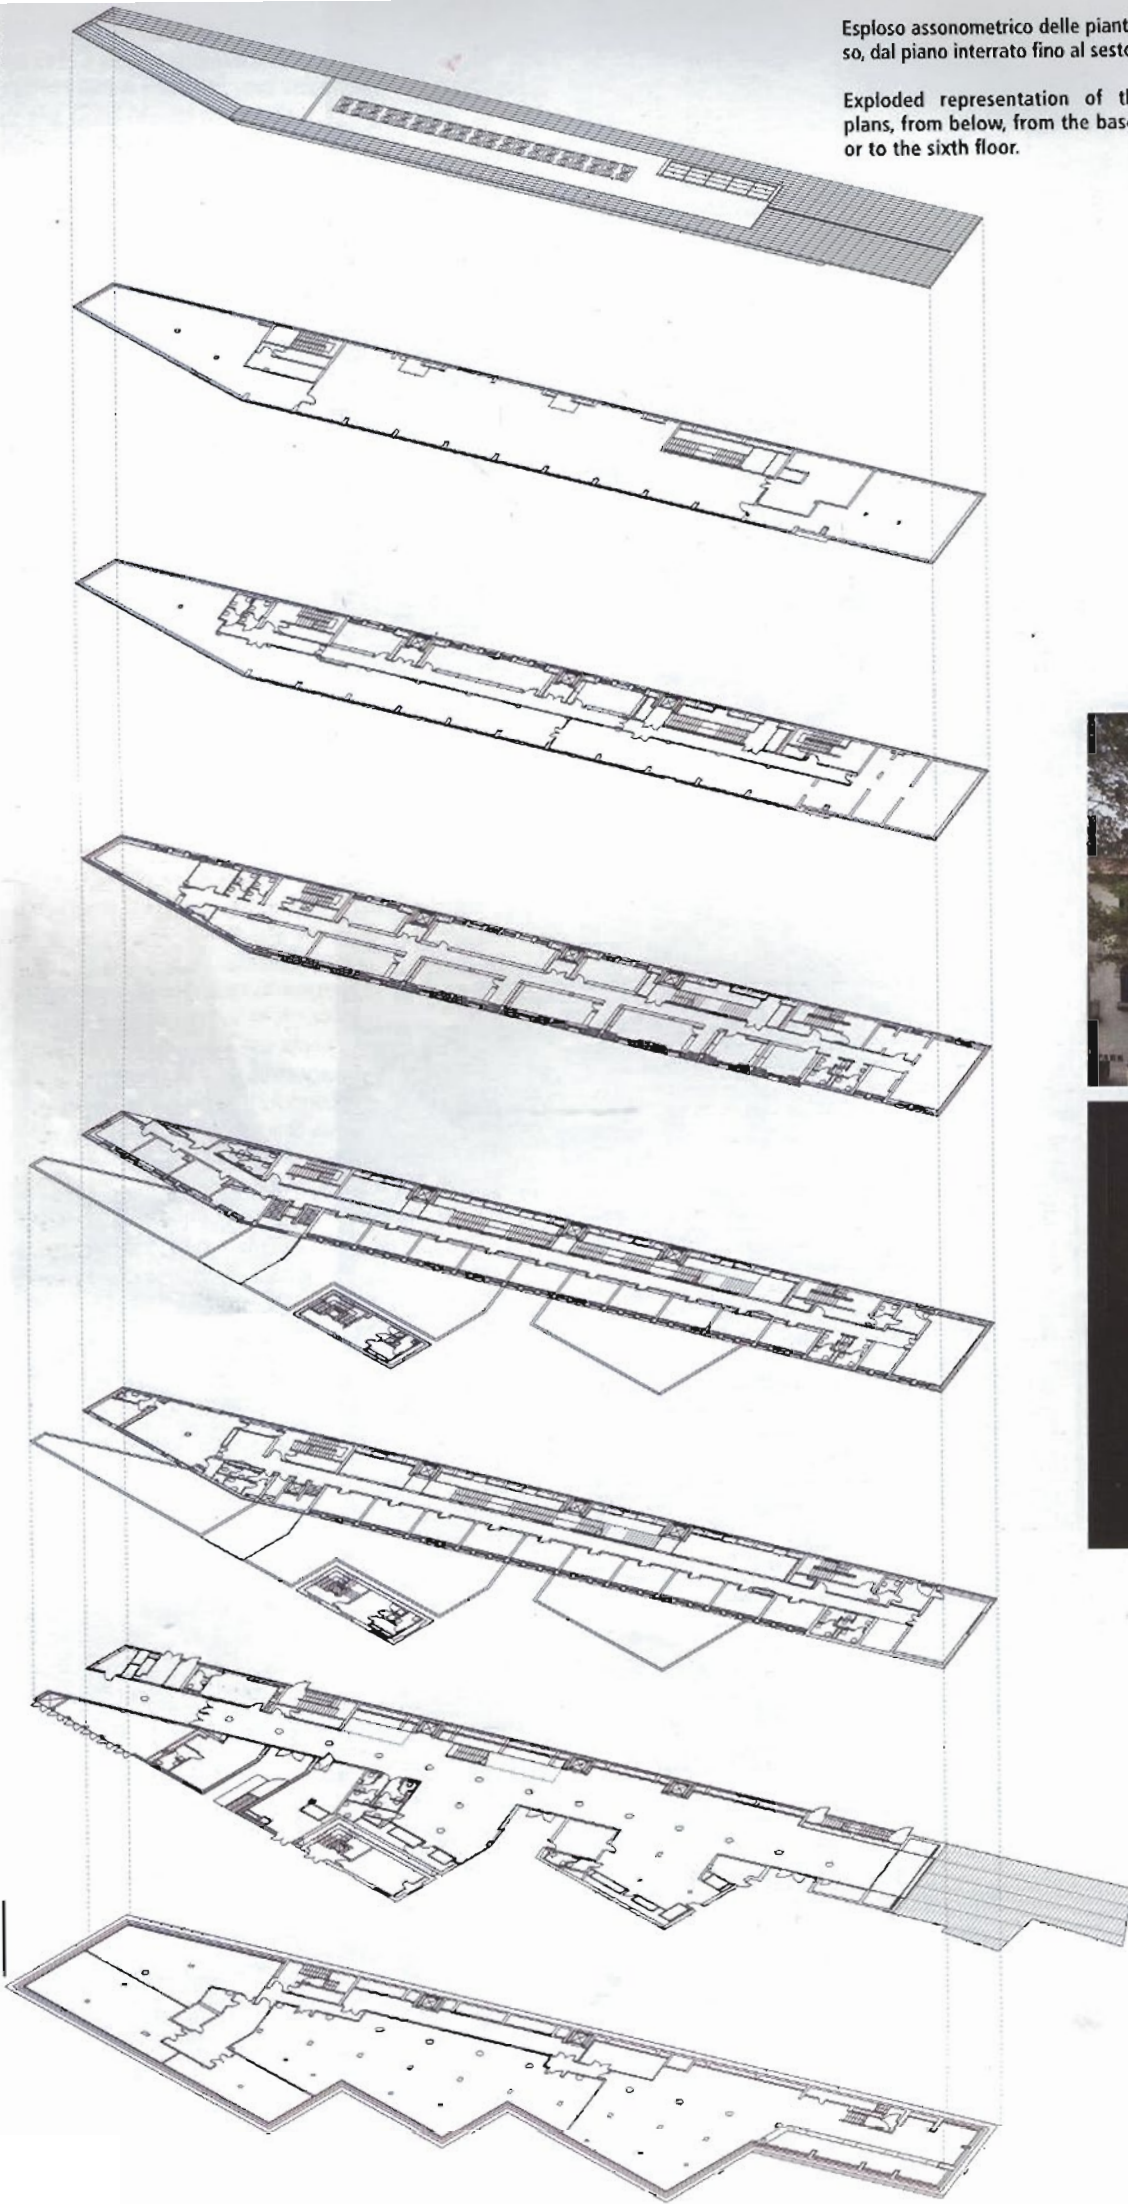 Esploso assonometrico delle piant
so, dal piano interrato fino al sesto
Exploded representation of th
plans, from below, from the base
or to the sixth floor.
PARK